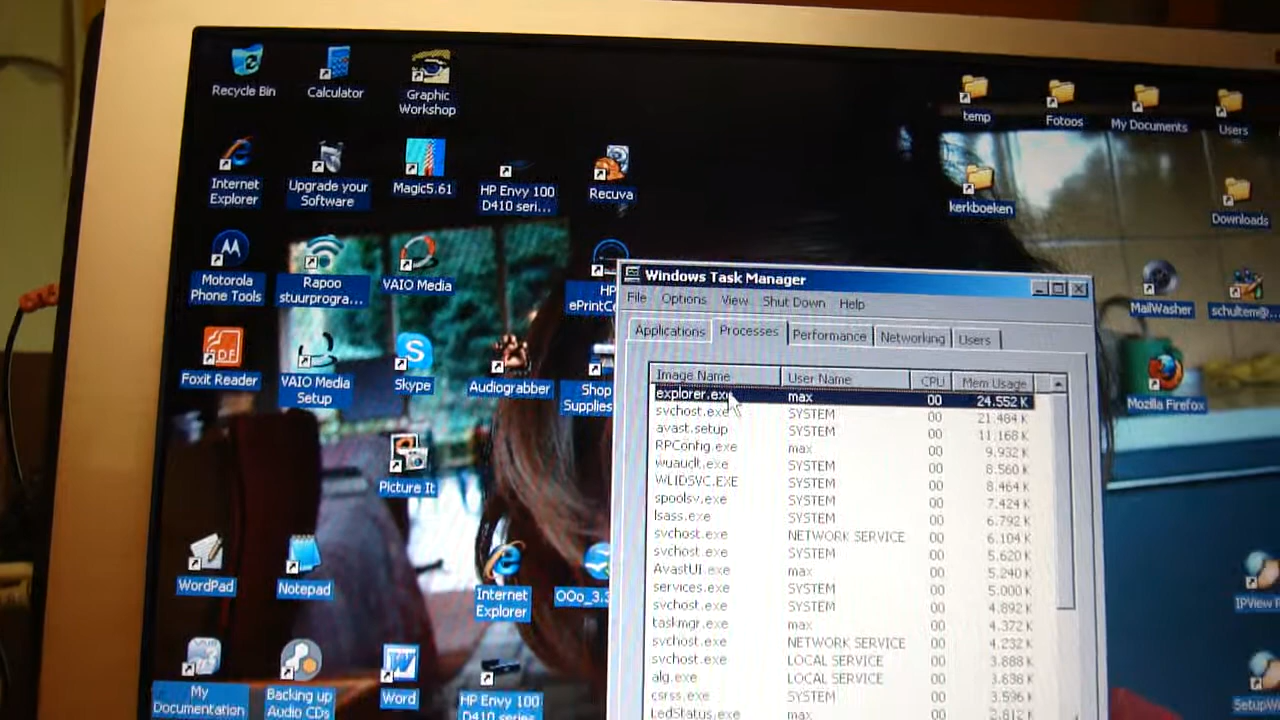 Recycle Bin
Calculator
Graphic
Workshop
temp
Fotoos
My Documents
Users
Internet
Explorer
Upgrade your
Software
Magic5.61
HP Envy 100
D410 seri...
Recuva
kerkboeken
Downloads
Motorola
Phone Tools
Rapoo
stuurprogra...
VAIO Media
HP
ePrintCe
MailWasher
schultem@...
Foxit Reader
PDF
VAIO Media
Setup
Skype
Audiograbber
Shop
Supplies
Mozilla Firefox
Picture It
WordPad
Notepad
Internet
Explorer
OOo_3.3
IPView
My
Documentation
Backing up
Audio CDs
Word
HP Envy 100
D410 series
SetupW
Windows Task Manager
File Options View Shut Down Help
Applications Processes Performance Networking Users
Image Name User Name CPU Mem Usage
explorer.exe max 00 24.552 K
svchost.exe SYSTEM 00 21.484 K
avast.setup SYSTEM 00 11.168 K
RPConfig.exe max 00 9.932 K
wuauclt.exe SYSTEM 00 8.560 K
WLIDSVC.EXE SYSTEM 00 8.464 K
spoolsv.exe SYSTEM 00 7.424 K
lsass.exe SYSTEM 00 6.792 K
svchost.exe NETWORK SERVICE 00 6.104 K
svchost.exe SYSTEM 00 5.620 K
AvastUI.exe max 00 5.240 K
services.exe SYSTEM 00 5.000 K
svchost.exe SYSTEM 00 4.892 K
taskmgr.exe max 00 4.372 K
svchost.exe NETWORK SERVICE 00 4.232 K
svchost.exe LOCAL SERVICE 00 3.888 K
alg.exe LOCAL SERVICE 00 3.698 K
csrss.exe SYSTEM 00 3.596 K
LedStatus.exe max 00 2.812 K